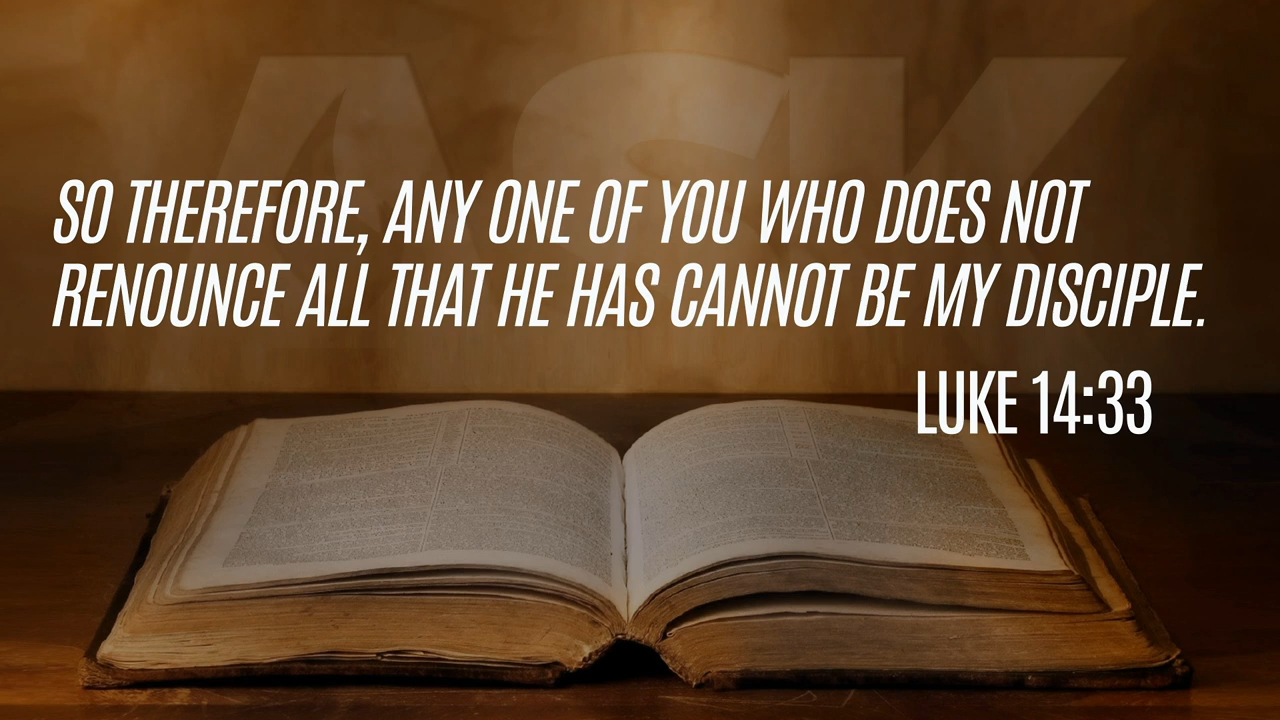 ASK
SO THEREFORE, ANY ONE OF YOU WHO DOES NOT
RENOUNCE ALL THAT HE HAS CANNOT BE MY DISCIPLE.
LUKE 14:33